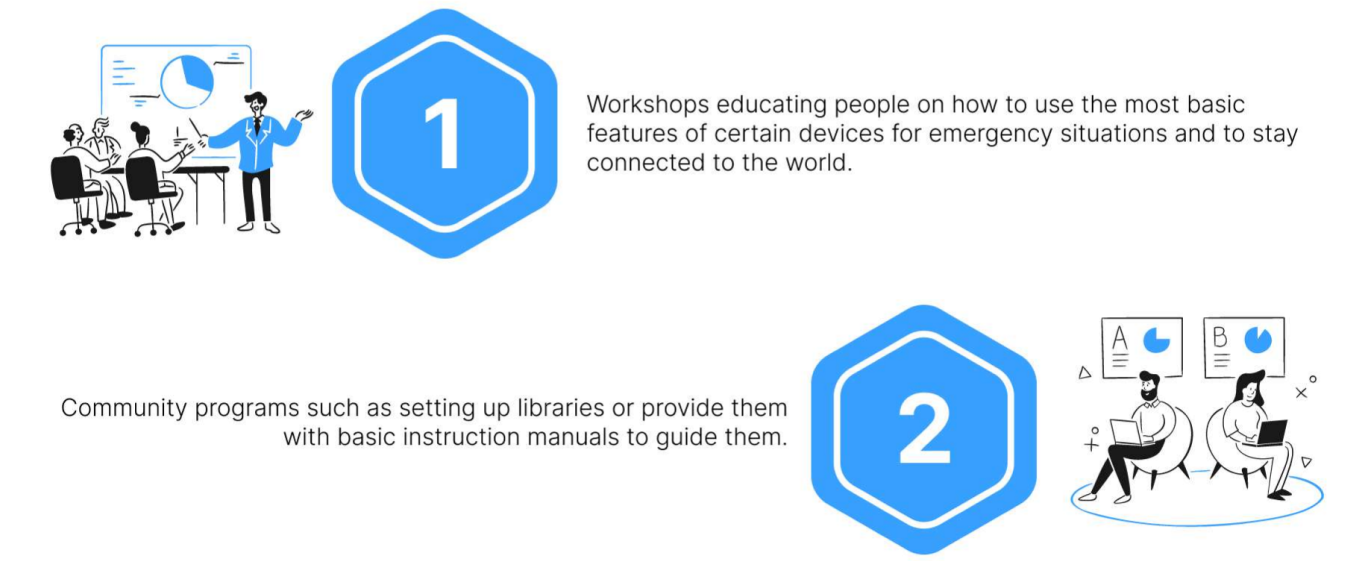 1
Workshops educating people on how to use the most basic
features of certain devices for emergency situations and to stay
connected to the world.
Community programs such as setting up libraries or provide them
with basic instruction manuals to guide them.
2
A
B